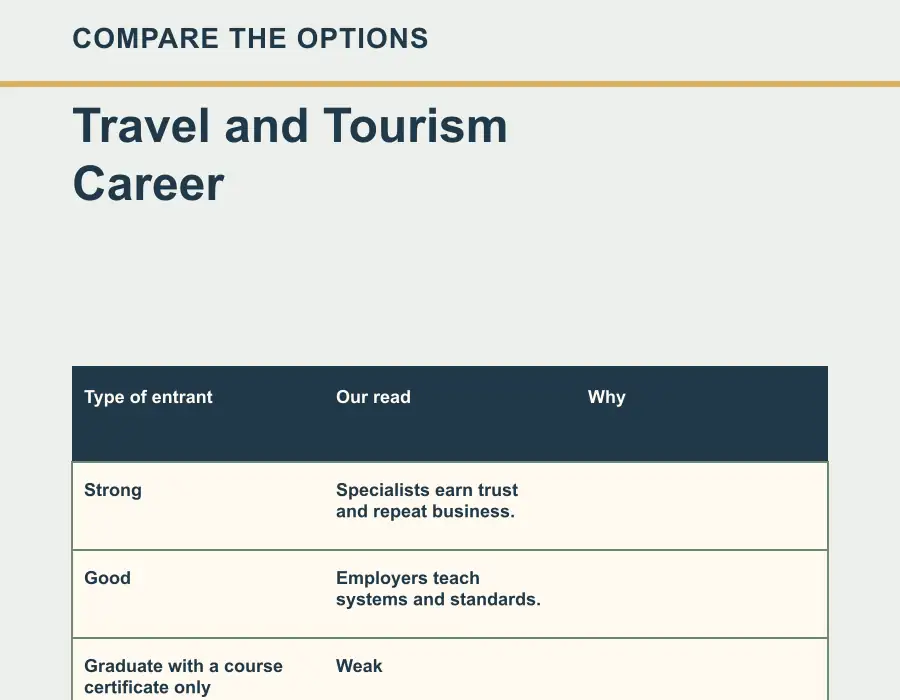 COMPARE THE OPTIONS
Travel and Tourism
Career
Type of entrant Our read Why
Strong Specialists earn trust
and repeat business.
Good Employers teach
systems and standards.
Graduate with a course Weak
certificate only